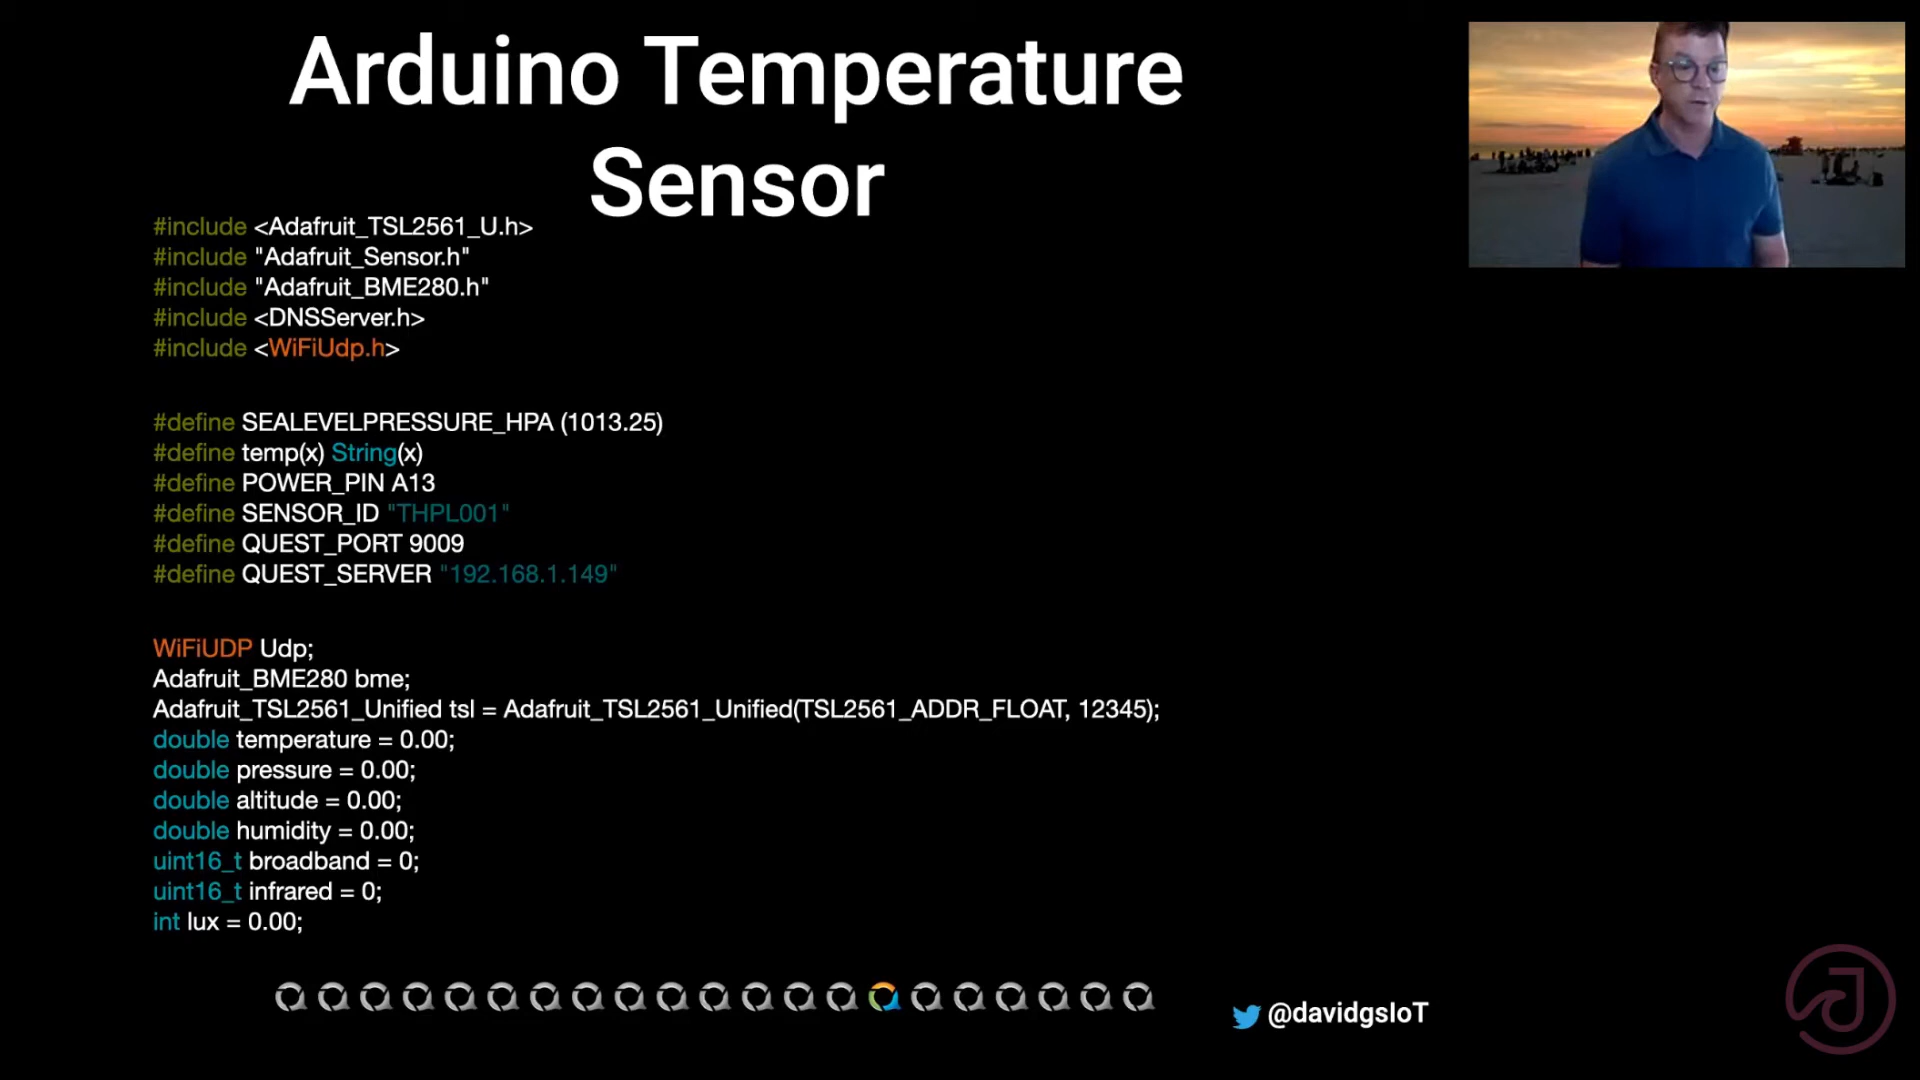 Arduino Temperature
Sensor
#include <Adafruit_TSL2561_U.h>
#include "Adafruit_Sensor.h"
#include "Adafruit_BME280.h"
#include <DNSServer.h>
#include <WiFiUdp.h>
#define SEALEVELPRESSURE_HPA (1013.25)
#define temp(x) String(x)
#define POWER_PIN A13
#define SENSOR_ID "THPL001"
#define QUEST_PORT 9009
#define QUEST_SERVER "192.168.1.149"
WiFiUDP Udp;
Adafruit_BME280 bme;
Adafruit_TSL2561_Unified tsl = Adafruit_TSL2561_Unified(TSL2561_ADDR_FLOAT, 12345);
double temperature = 0.00;
double pressure = 0.00;
double altitude = 0.00;
double humidity = 0.00;
uint16_t broadband = 0;
uint16_t infrared = 0;
int lux = 0.00;
@davidgsIoT